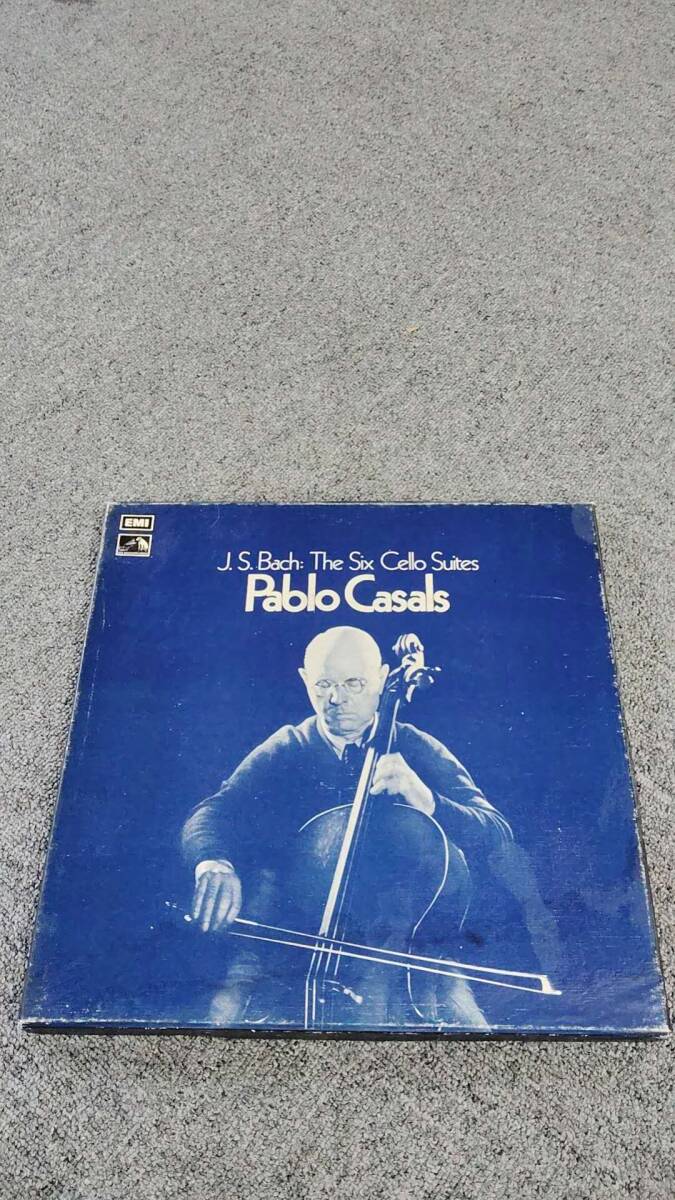 EMI
J. S. Bach: The Six Cello Suites
Pablo Casals